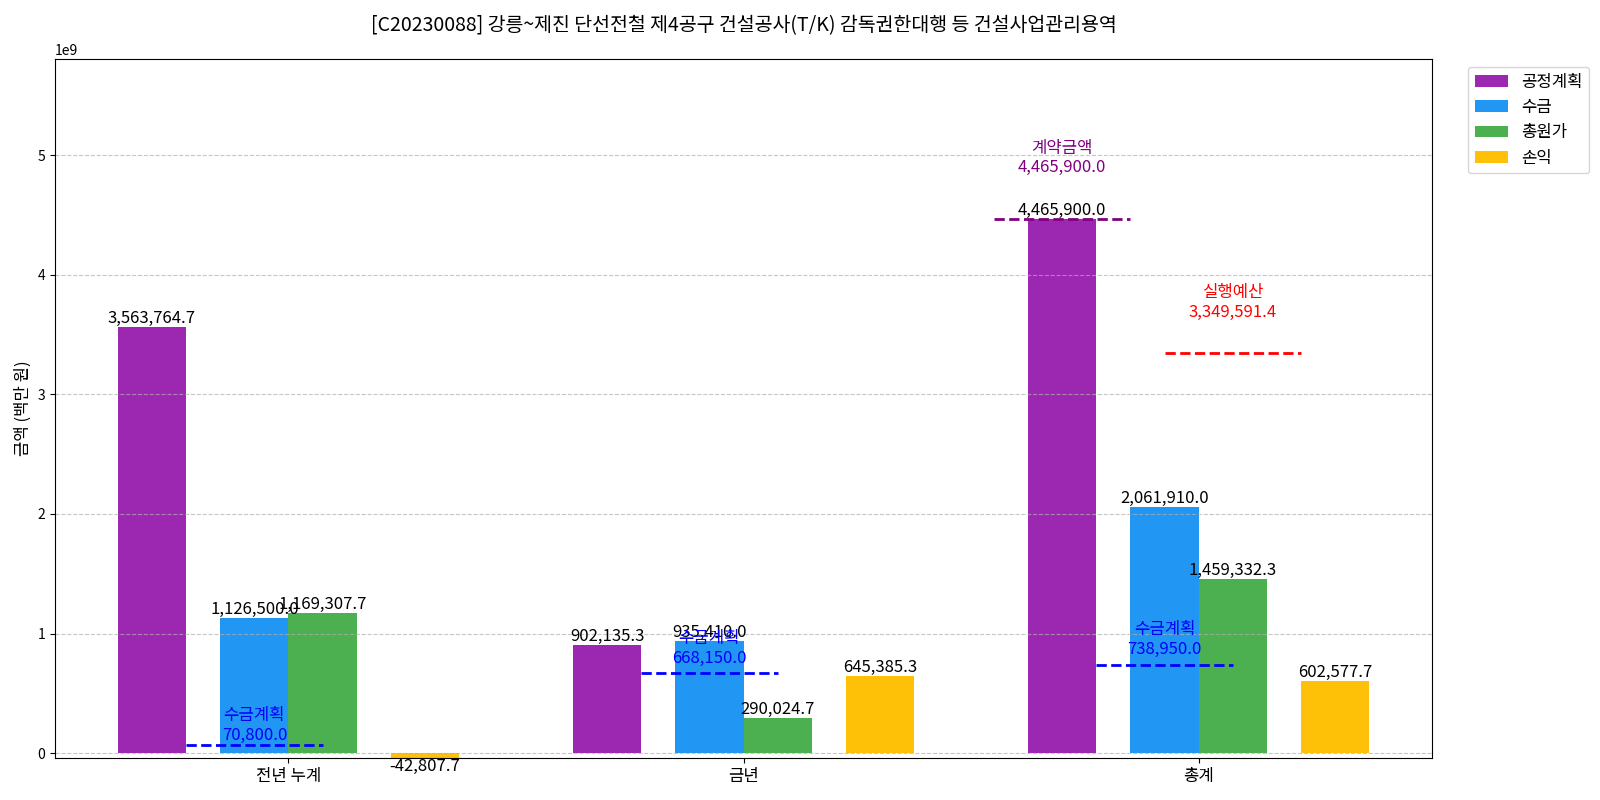 [C20230088] 강릉~제진 단선전철 제4공구 건설공사(T/K) 감독권한대행 등 건설사업관리용역
1e9
공정계획
수금
총원가
손익
금액 (백만 원)
5
4
3
2
1
0
3,563,764.7
1,126,500.0
1,169,307.7
수금계획
70,800.0
-42,807.7
902,135.3
935,410.0
수금계획
668,150.0
290,024.7
645,385.3
계약금액
4,465,900.0
4,465,900.0
실행예산
3,349,591.4
2,061,910.0
1,459,332.3
수금계획
738,950.0
602,577.7
전년 누계
금년
총계